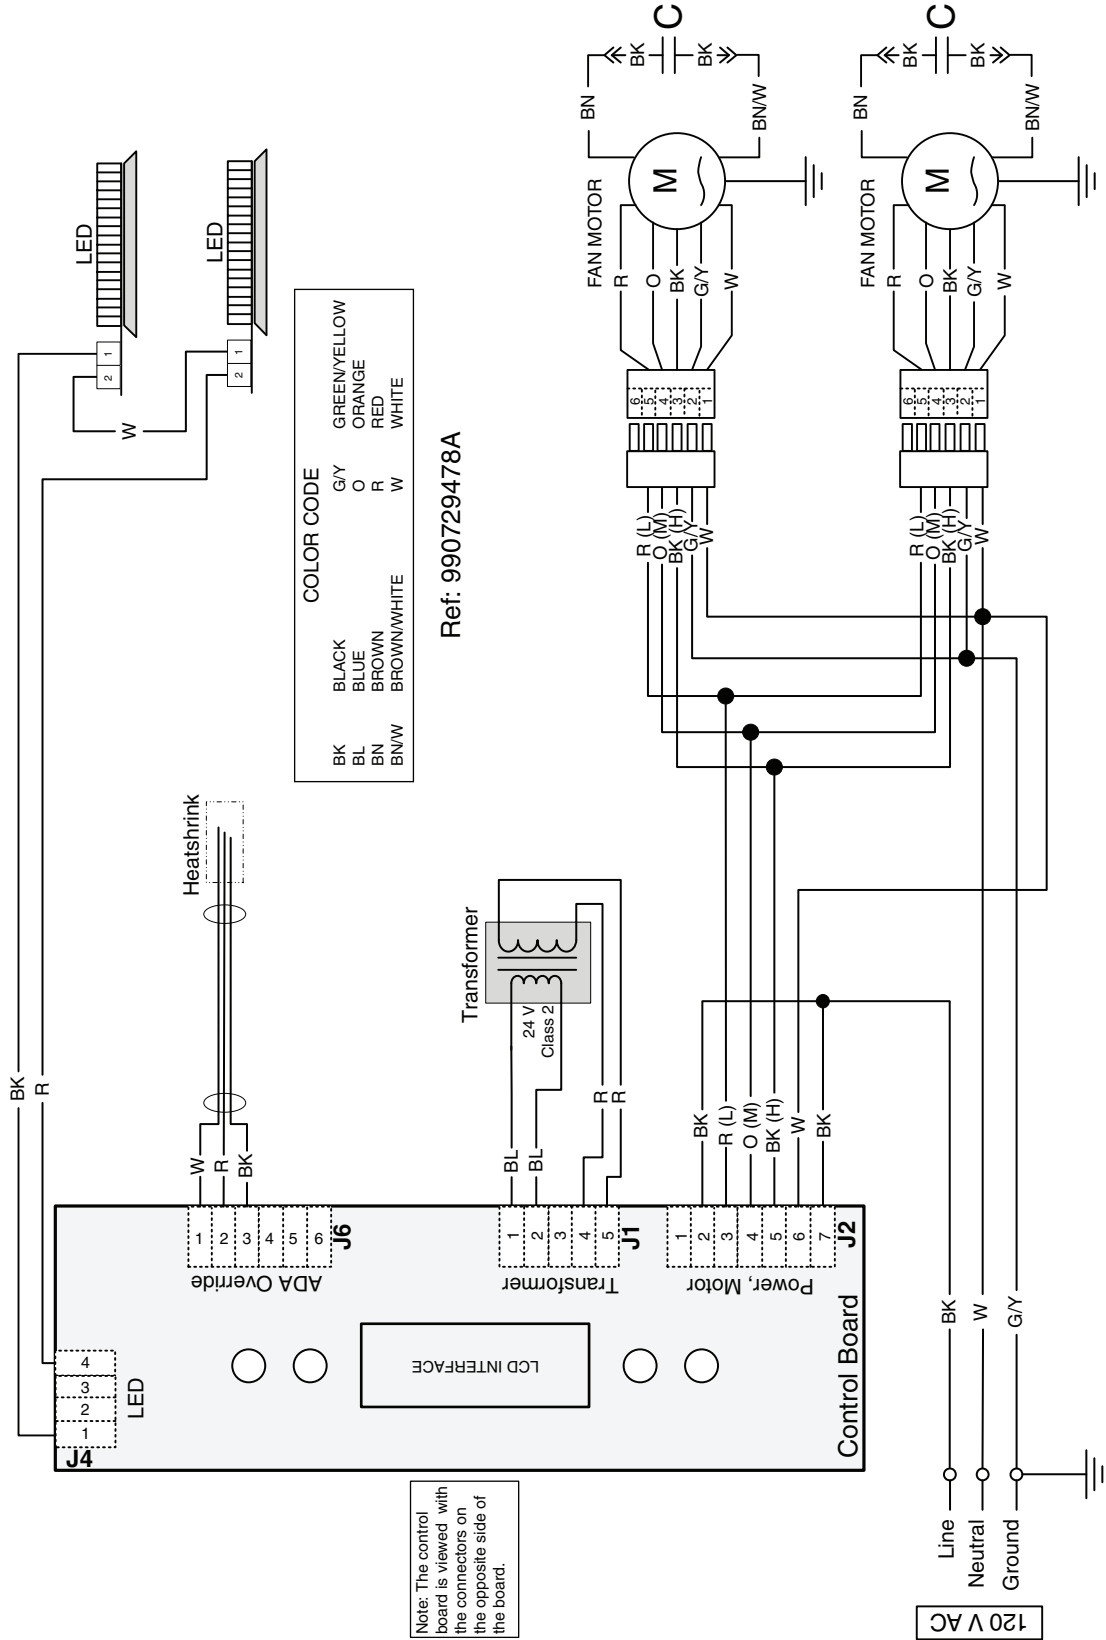 LED
1
2
LED
1
2
W
BK
R
Heatshrink
W
R
BK
1
2
3
4
5
6
J6
ADA Override
COLOR CODE
BK BLACK G/Y GREEN/YELLOW
BL BLUE O ORANGE
BN BROWN R RED
BN/W BROWN/WHITE W WHITE
Ref: 990729478A
Transformer
24 V
Class 2
BL
BL
R
R
1
2
3
4
5
J1
Transformer
BK
R (L)
O (M)
BK (H)
W
BK
1
2
3
4
5
6
7
J2
Power, Motor
J4
1
2
3
4
LED
LCD INTERFACE
Control Board
Note: The control
board is viewed with
the connectors on
the opposite side of
the board.
Line
Neutral
Ground
120 V AC
BK
W
G/Y
R (L)
O (M)
BK (H)
G/Y
W
6
5
4
3
2
1
FAN MOTOR
R
O
BK
G/Y
W
M
BN
BN/W
BK
BK
C
R (L)
O (M)
BK (H)
G/Y
W
6
5
4
3
2
1
FAN MOTOR
R
O
BK
G/Y
W
M
BN
BN/W
BK
BK
C